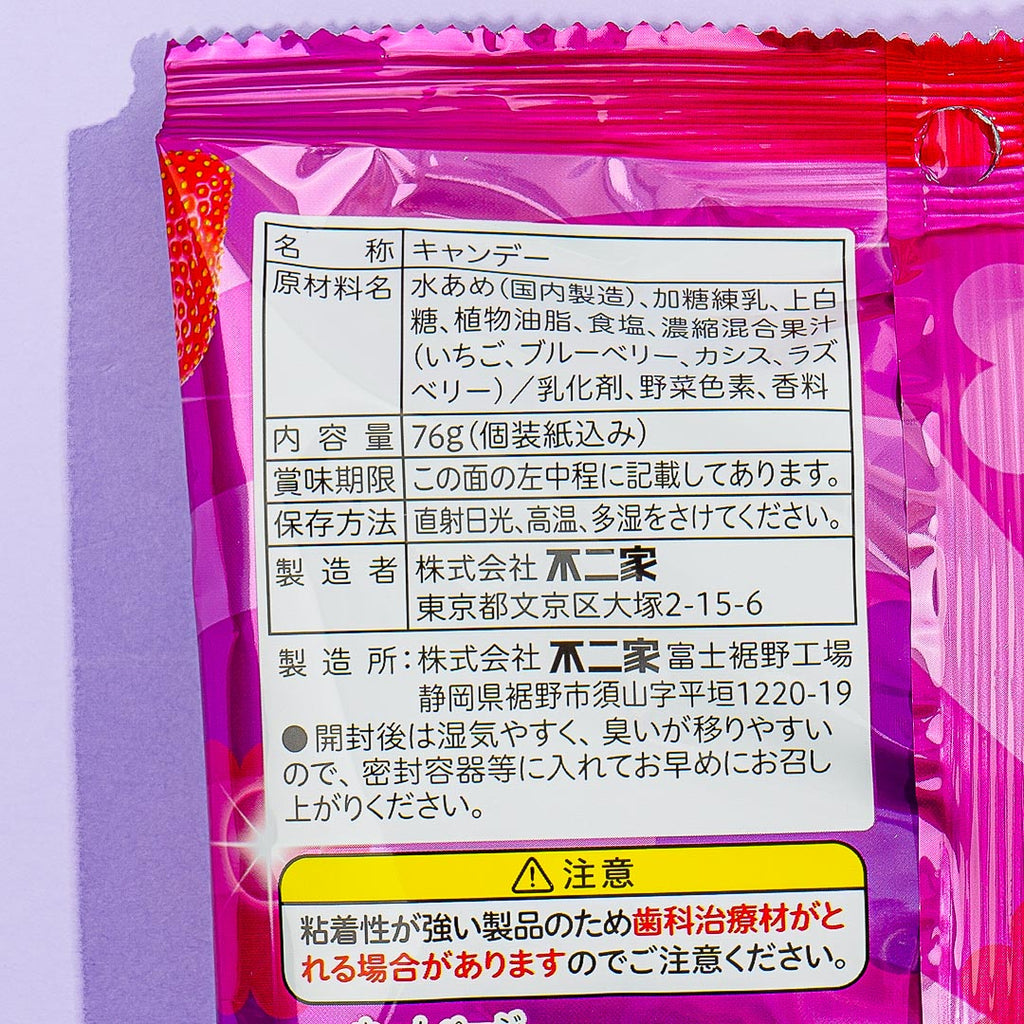 名称 キャンデー
原材料名 水あめ(国内製造)、加糖練乳、上白
糖、植物油脂、食塩、濃縮混合果汁
(いちご、ブルーベリー、カシス、ラズ
ベリー)/乳化剤、野菜色素、香料
内容量 76g(個装紙込み)
賞味期限 この面の左中程に記載してあります。
保存方法 直射日光、高温、多湿をさけてください。
製造者 株式会社 不二家
東京都文京区大塚2-15-6
製造所:株式会社 不二家 富士裾野工場
静岡県裾野市須山字平垣1220-19
●開封後は湿気やすく、臭いが移りやすい
ので、密封容器等に入れてお早めにお召し
上がりください。
⚠注意
粘着性が強い製品のため歯科治療材がと
れる場合がありますのでご注意ください。